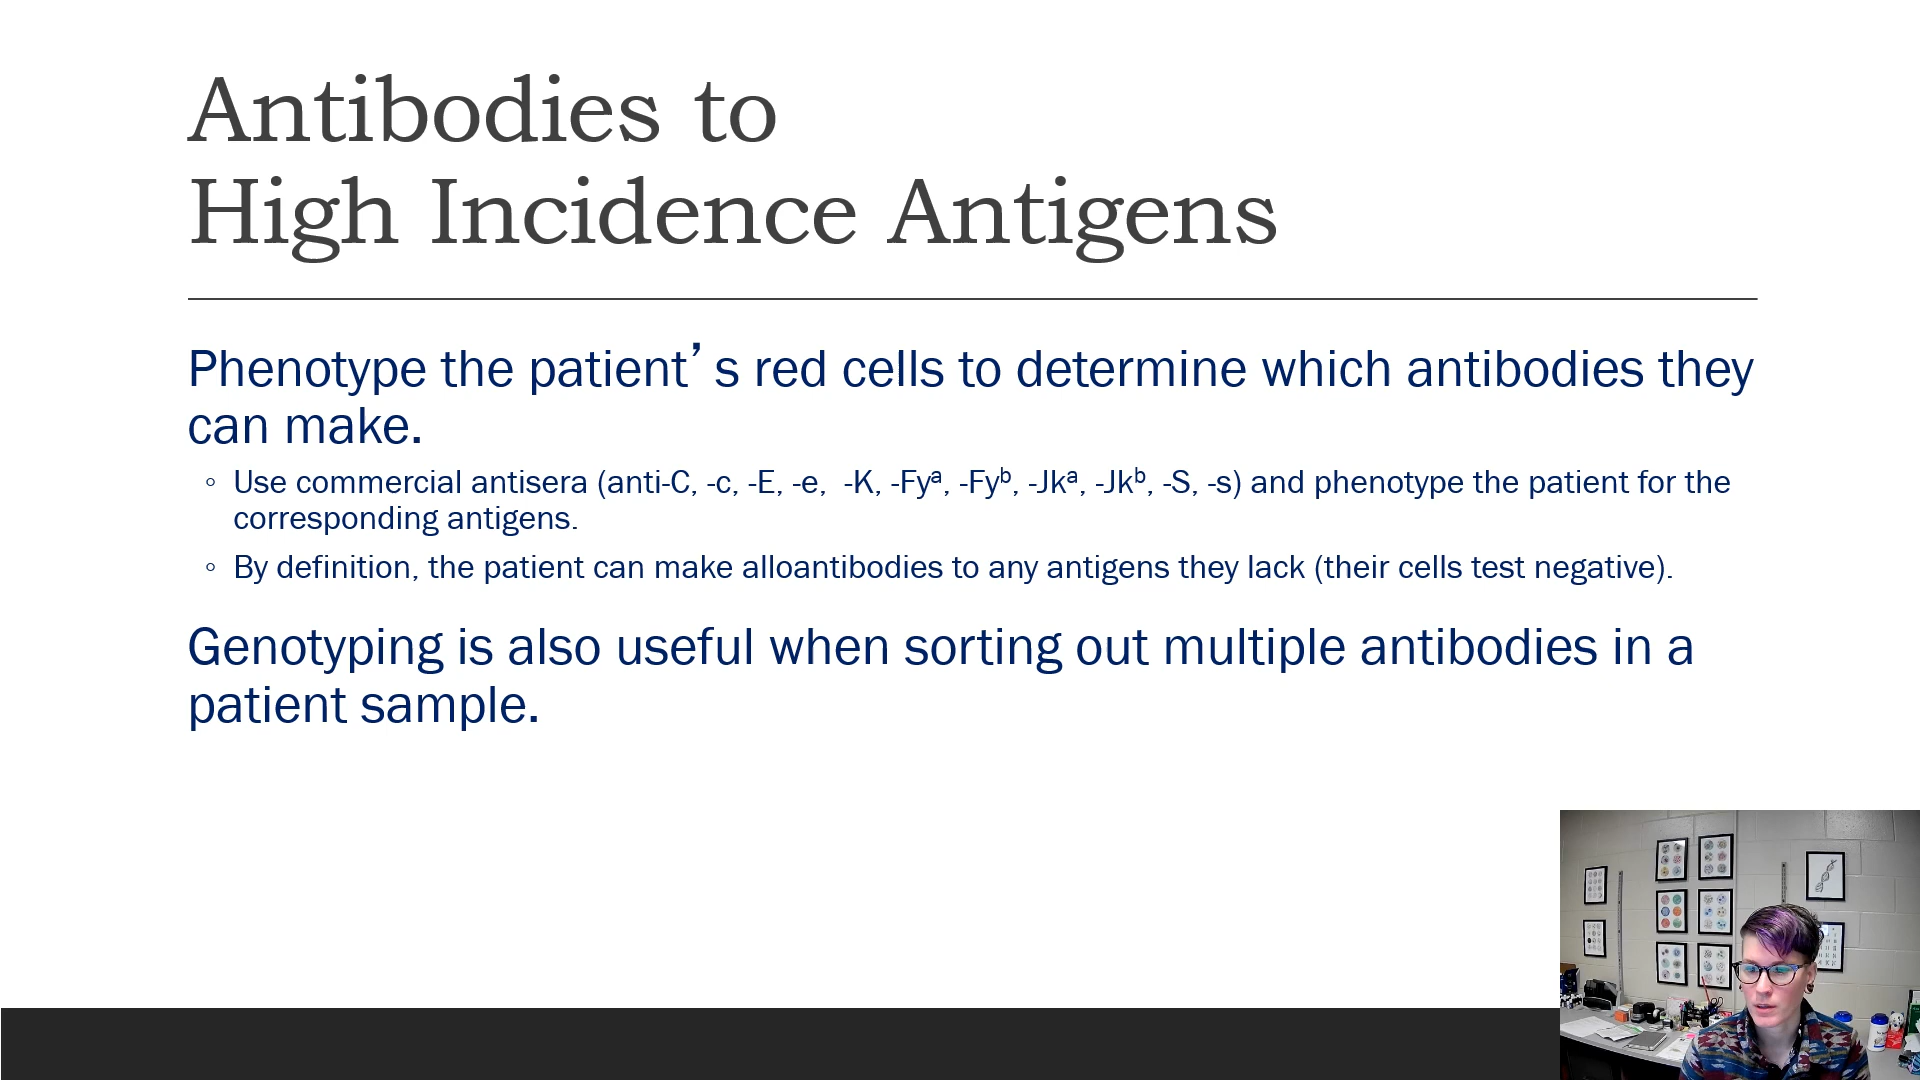 Antibodies to
High Incidence Antigens
Phenotype the patient’s red cells to determine which antibodies they
can make.
◦ Use commercial antisera (anti-C, -c, -E, -e,  -K, -Fyᵃ, -Fyᵇ, -Jkᵃ, -Jkᵇ, -S, -s) and phenotype the patient for the
corresponding antigens.
◦ By definition, the patient can make alloantibodies to any antigens they lack (their cells test negative).
Genotyping is also useful when sorting out multiple antibodies in a
patient sample.